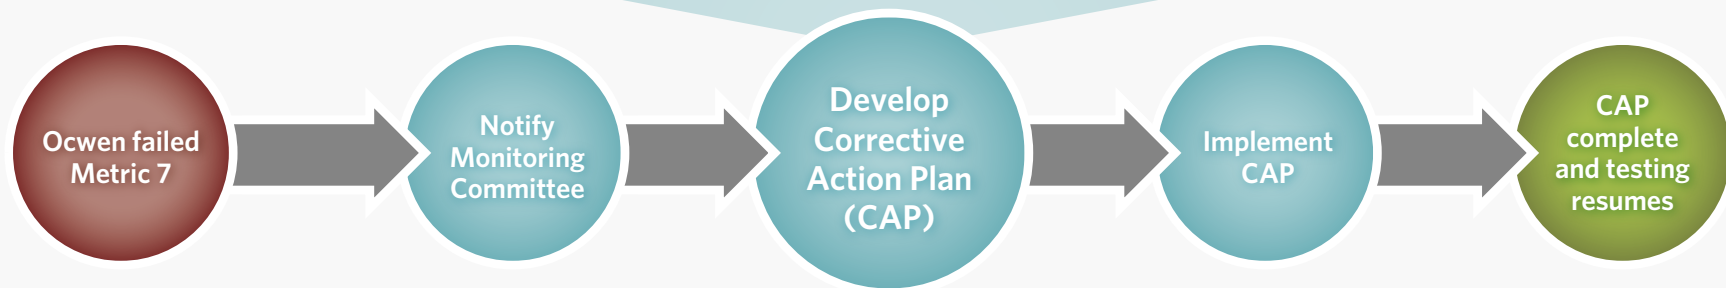 Ocwen failed
Metric 7
Notify
Monitoring
Committee
Develop
Corrective
Action Plan
(CAP)
Implement
CAP
CAP
complete
and testing
resumes